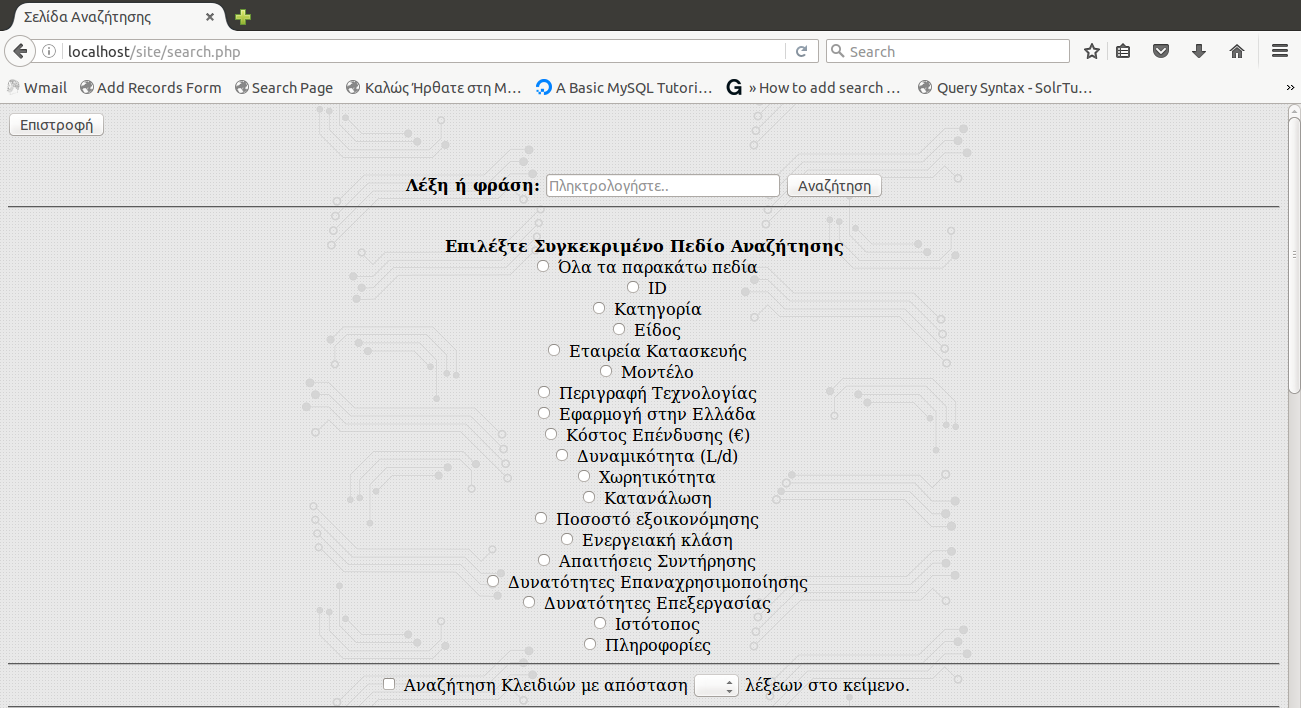 Σελίδα Αναζήτησης
localhost/site/search.php
Search
Wmail Add Records Form Search Page Καλώς Ήρθατε στη Μ... A Basic MySQL Tutori... G » How to add search ... Query Syntax - SolrTu...
Επιστροφή
Λέξη ή φράση: Πληκτρολογήστε.. Αναζήτηση
Επιλέξτε Συγκεκριμένο Πεδίο Αναζήτησης
Όλα τα παρακάτω πεδία
ID
Κατηγορία
Είδος
Εταιρεία Κατασκευής
Μοντέλο
Περιγραφή Τεχνολογίας
Εφαρμογή στην Ελλάδα
Κόστος Επένδυσης (€)
Δυναμικότητα (L/d)
Χωρητικότητα
Κατανάλωση
Ποσοστό εξοικονόμησης
Ενεργειακή κλάση
Απαιτήσεις Συντήρησης
Δυνατότητες Επαναχρησιμοποίησης
Δυνατότητες Επεξεργασίας
Ιστότοπος
Πληροφορίες
Αναζήτηση Κλειδιών με απόσταση λέξεων στο κείμενο.